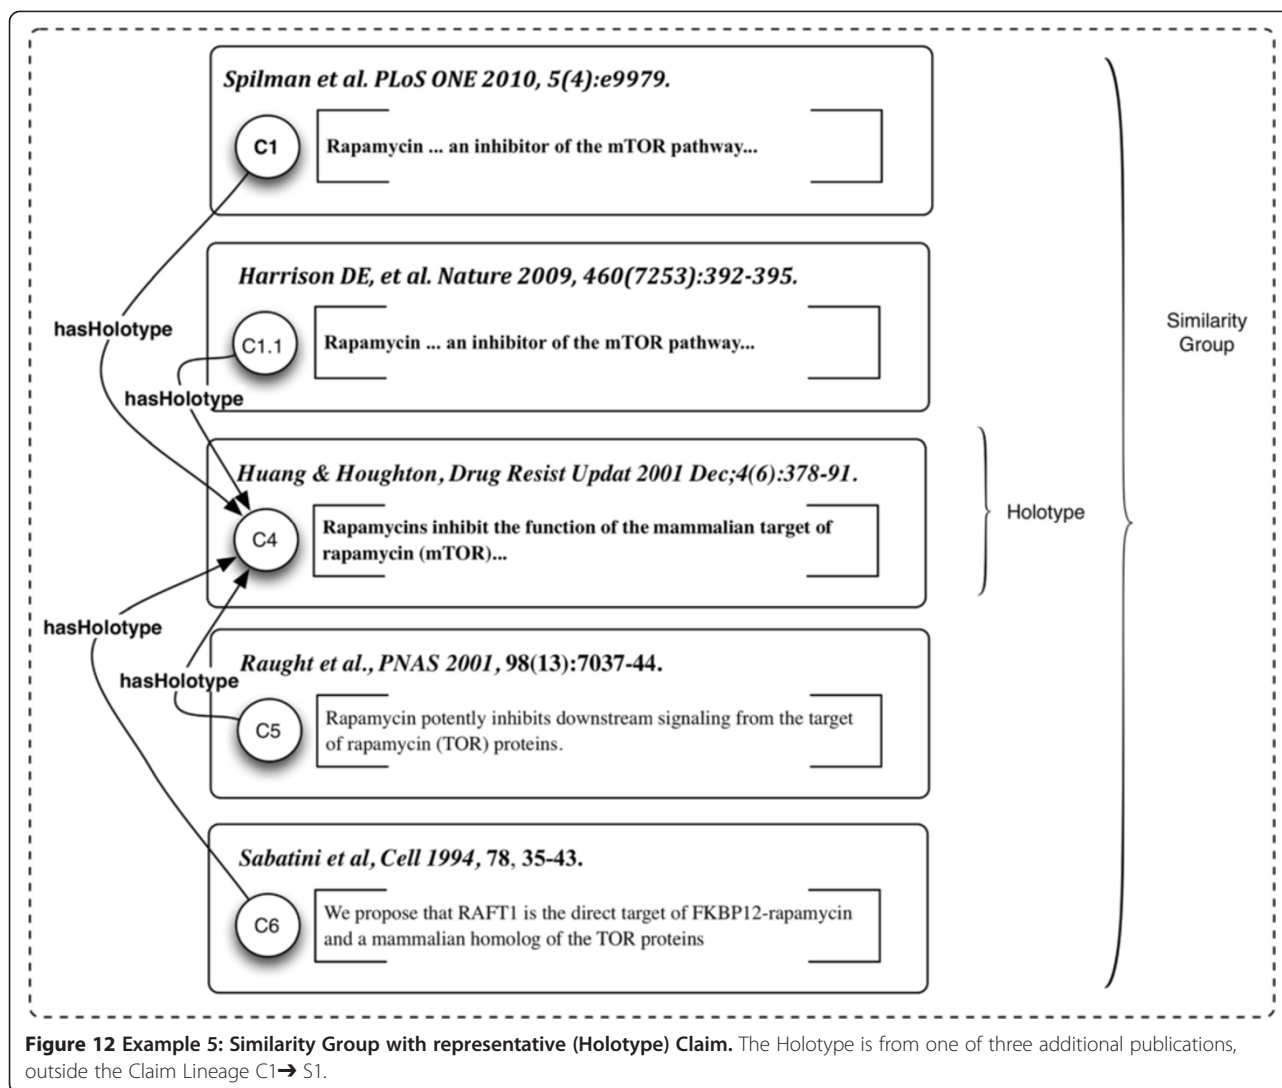 Spilman et al. PLoS ONE 2010, 5(4):e9979.
C1
Rapamycin ... an inhibitor of the mTOR pathway...
Harrison DE, et al. Nature 2009, 460(7253):392-395.
hasHolotype
C1.1
Rapamycin ... an inhibitor of the mTOR pathway...
Similarity
Group
hasHolotype
Huang & Houghton, Drug Resist Updat 2001 Dec;4(6):378-91.
C4
Rapamycins inhibit the function of the mammalian target of
rapamycin (mTOR)...
Holotype
hasHolotype
Raught et al., PNAS 2001, 98(13):7037-44.
hasHolotype
C5
Rapamycin potently inhibits downstream signaling from the target
of rapamycin (TOR) proteins.
Sabatini et al, Cell 1994, 78, 35-43.
C6
We propose that RAFT1 is the direct target of FKBP12-rapamycin
and a mammalian homolog of the TOR proteins
Figure 12 Example 5: Similarity Group with representative (Holotype) Claim. The Holotype is from one of three additional publications,
outside the Claim Lineage C1➔ S1.